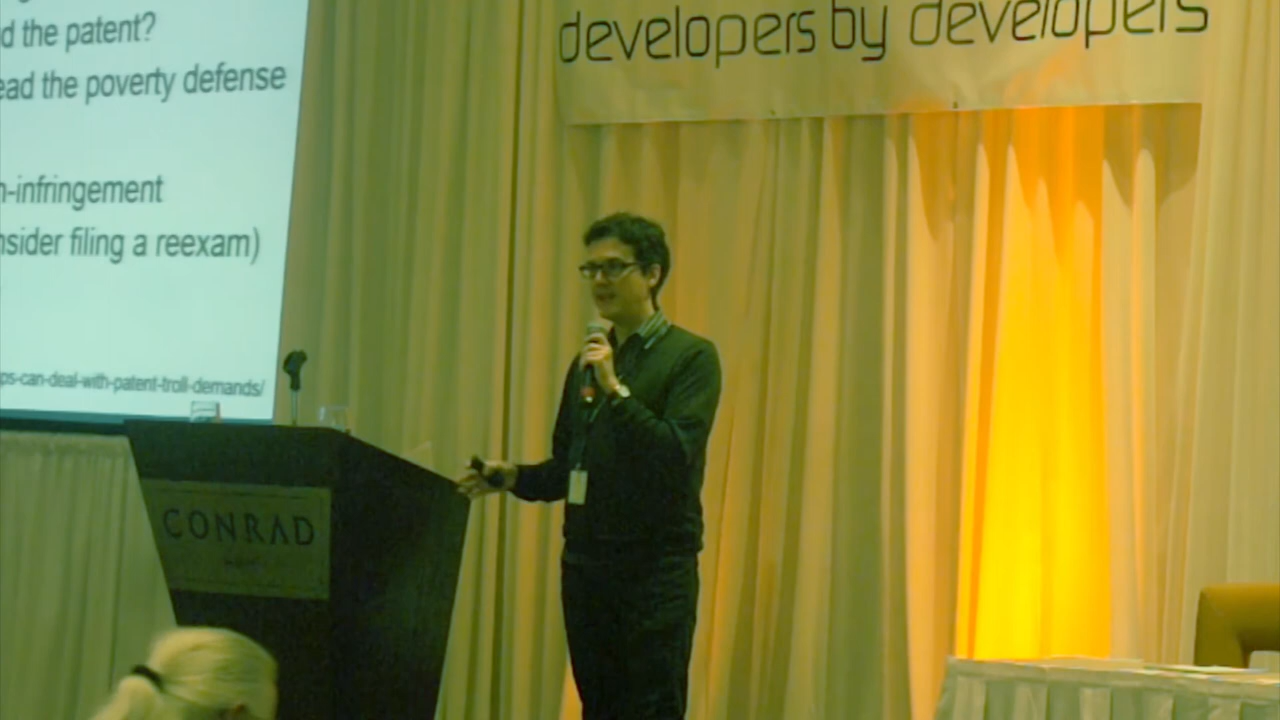 d the patent?
ead the poverty defense
n-infringement
nsider filing a reexam)
ps-can-deal-with-patent-troll-demands/
developers by developers
CONRAD